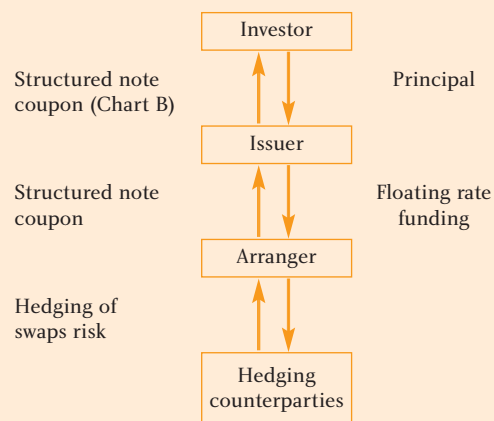 Investor
Structured note
coupon (Chart B)
Principal
Issuer
Structured note
coupon
Floating rate
funding
Arranger
Hedging of
swaps risk
Hedging
counterparties